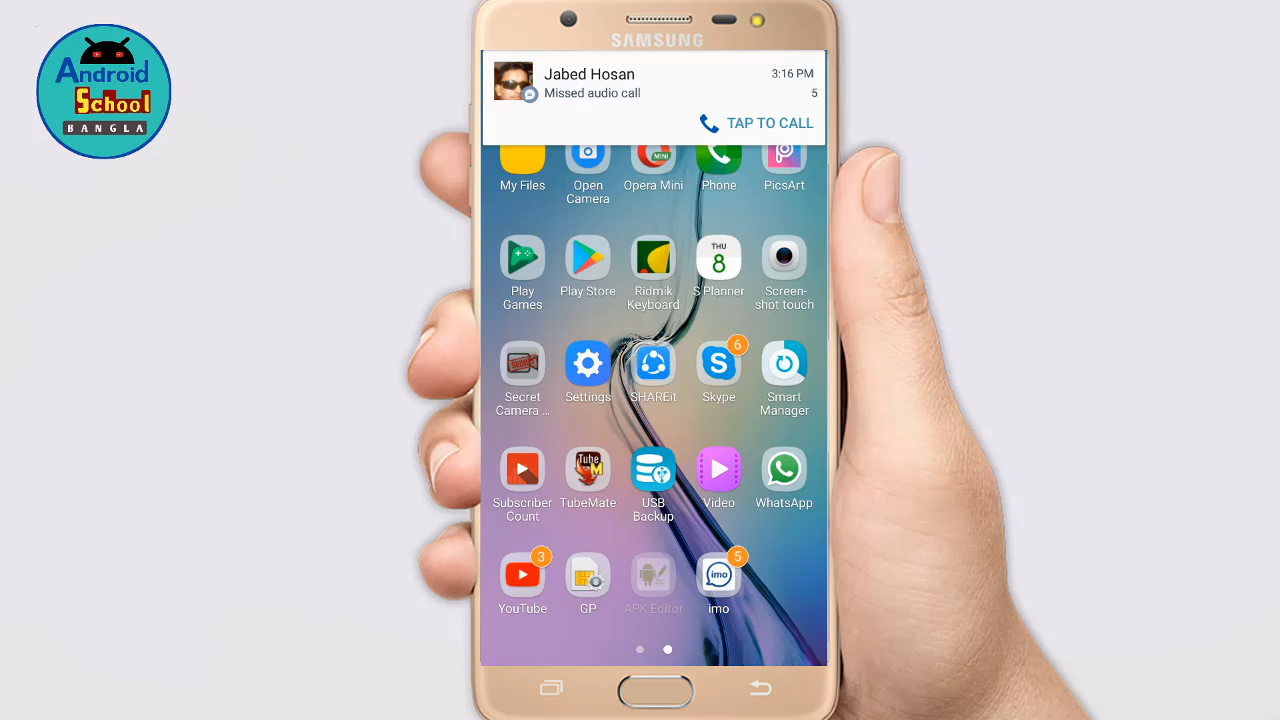 Android
School
BANGLA
SAMSUNG
Jabed Hosan
3:16 PM
Missed audio call
5
TAP TO CALL
MINI
My Files
Open
Camera
Opera Mini
Phone
PicsArt
THU
8
Play
Games
Play Store
Ridmik
Keyboard
S Planner
Screen-
shot touch
SECRET
6
Secret
Camera ...
Settings
SHAREit
Skype
Smart
Manager
Tube
M
Subscriber
Count
TubeMate
USB
Backup
Video
WhatsApp
3
imo
5
YouTube
GP
APK Editor
imo